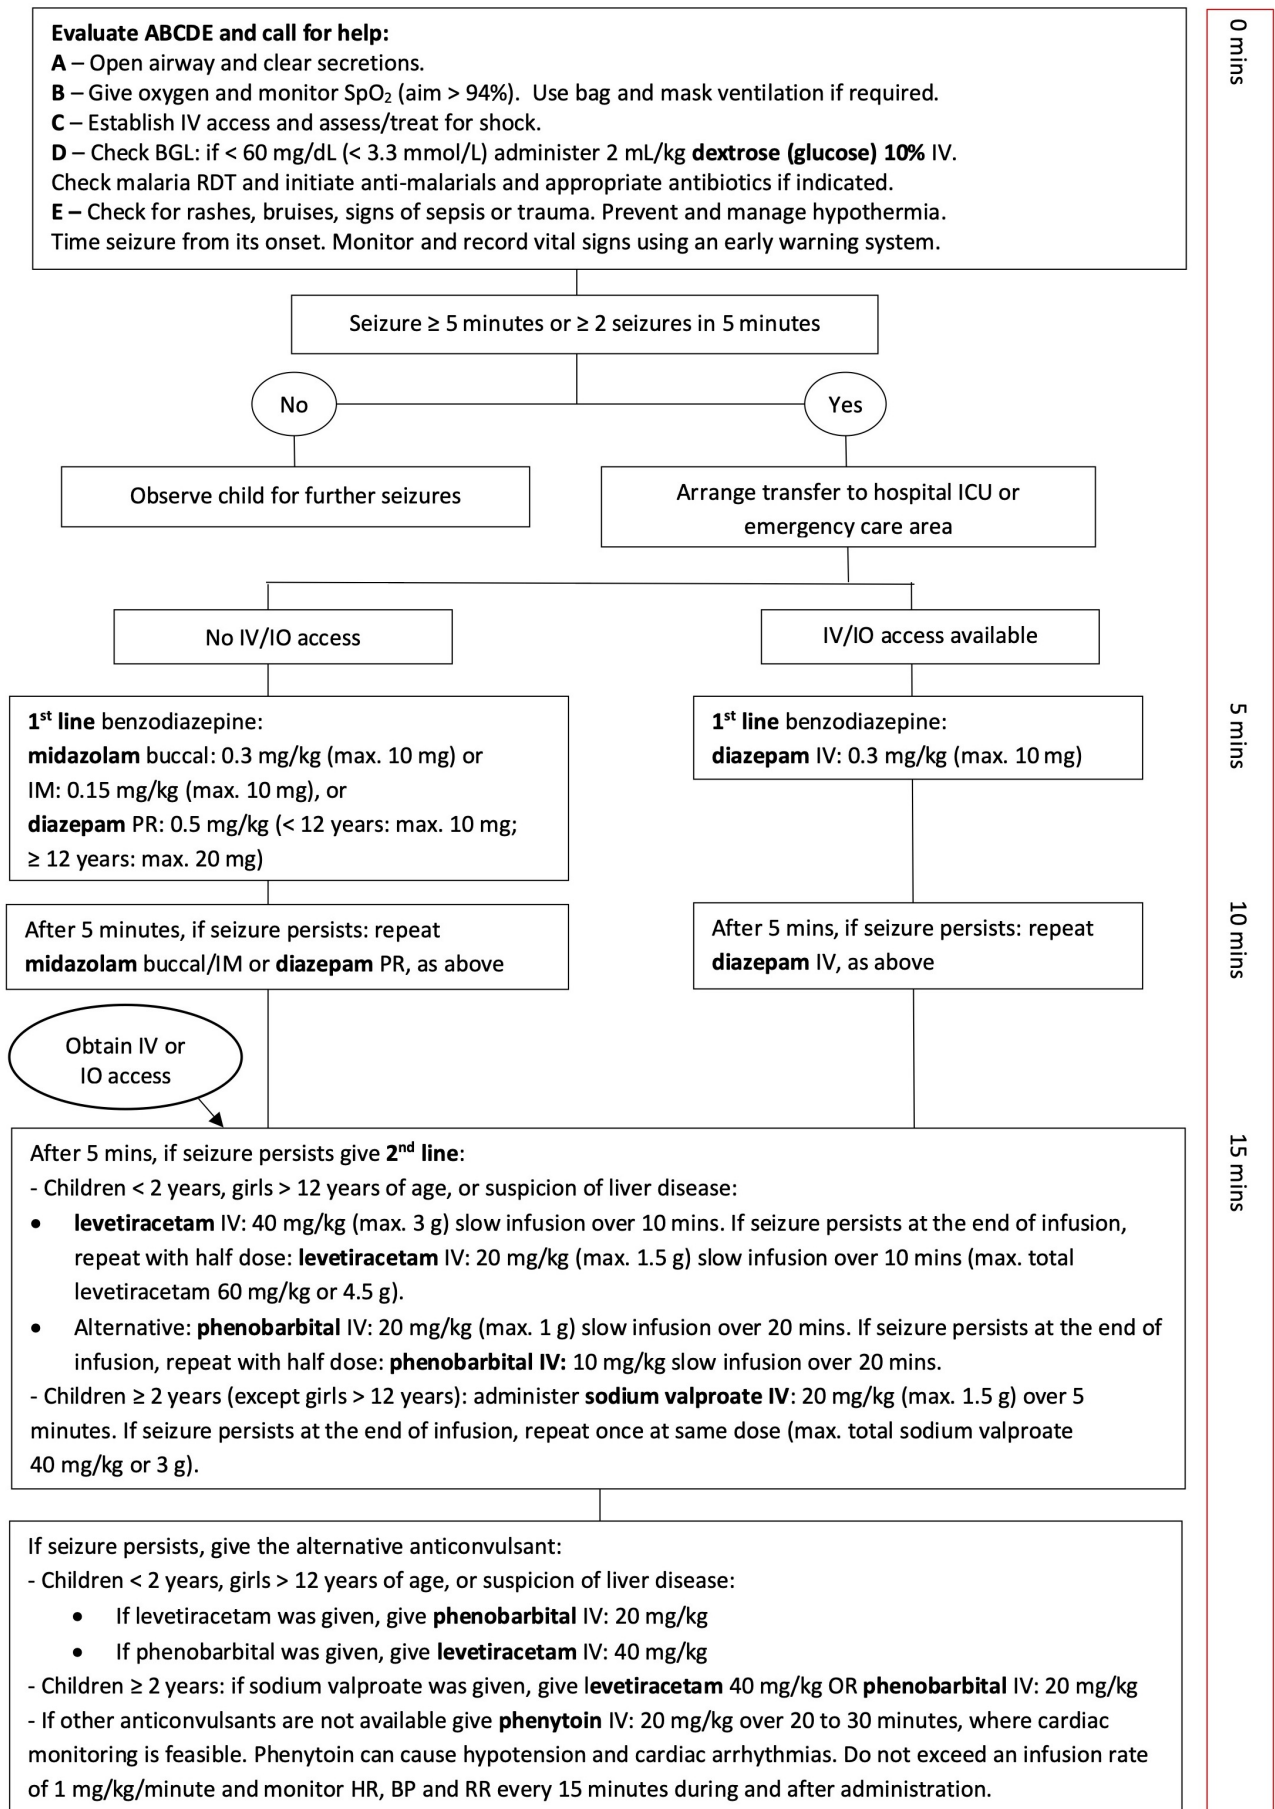 Evaluate ABCDE and call for help:
A – Open airway and clear secretions.
B – Give oxygen and monitor SpO₂ (aim > 94%).  Use bag and mask ventilation if required.
C – Establish IV access and assess/treat for shock.
D – Check BGL: if < 60 mg/dL (< 3.3 mmol/L) administer 2 mL/kg dextrose (glucose) 10% IV.
Check malaria RDT and initiate anti-malarials and appropriate antibiotics if indicated.
E – Check for rashes, bruises, signs of sepsis or trauma. Prevent and manage hypothermia.
Time seizure from its onset. Monitor and record vital signs using an early warning system.
0 mins
Seizure ≥ 5 minutes or ≥ 2 seizures in 5 minutes
No
Yes
Observe child for further seizures
Arrange transfer to hospital ICU or
emergency care area
No IV/IO access
IV/IO access available
1st line benzodiazepine:
midazolam buccal: 0.3 mg/kg (max. 10 mg) or
IM: 0.15 mg/kg (max. 10 mg), or
diazepam PR: 0.5 mg/kg (< 12 years: max. 10 mg;
≥ 12 years: max. 20 mg)
1st line benzodiazepine:
diazepam IV: 0.3 mg/kg (max. 10 mg)
5 mins
After 5 minutes, if seizure persists: repeat
midazolam buccal/IM or diazepam PR, as above
After 5 mins, if seizure persists: repeat
diazepam IV, as above
10 mins
Obtain IV or
IO access
After 5 mins, if seizure persists give 2nd line:
- Children < 2 years, girls > 12 years of age, or suspicion of liver disease:
• levetiracetam IV: 40 mg/kg (max. 3 g) slow infusion over 10 mins. If seizure persists at the end of infusion,
repeat with half dose: levetiracetam IV: 20 mg/kg (max. 1.5 g) slow infusion over 10 mins (max. total
levetiracetam 60 mg/kg or 4.5 g).
• Alternative: phenobarbital IV: 20 mg/kg (max. 1 g) slow infusion over 20 mins. If seizure persists at the end of
infusion, repeat with half dose: phenobarbital IV: 10 mg/kg slow infusion over 20 mins.
- Children ≥ 2 years (except girls > 12 years): administer sodium valproate IV: 20 mg/kg (max. 1.5 g) over 5
minutes. If seizure persists at the end of infusion, repeat once at same dose (max. total sodium valproate
40 mg/kg or 3 g).
15 mins
If seizure persists, give the alternative anticonvulsant:
- Children < 2 years, girls > 12 years of age, or suspicion of liver disease:
• If levetiracetam was given, give phenobarbital IV: 20 mg/kg
• If phenobarbital was given, give levetiracetam IV: 40 mg/kg
- Children ≥ 2 years: if sodium valproate was given, give levetiracetam 40 mg/kg OR phenobarbital IV: 20 mg/kg
- If other anticonvulsants are not available give phenytoin IV: 20 mg/kg over 20 to 30 minutes, where cardiac
monitoring is feasible. Phenytoin can cause hypotension and cardiac arrhythmias. Do not exceed an infusion rate
of 1 mg/kg/minute and monitor HR, BP and RR every 15 minutes during and after administration.